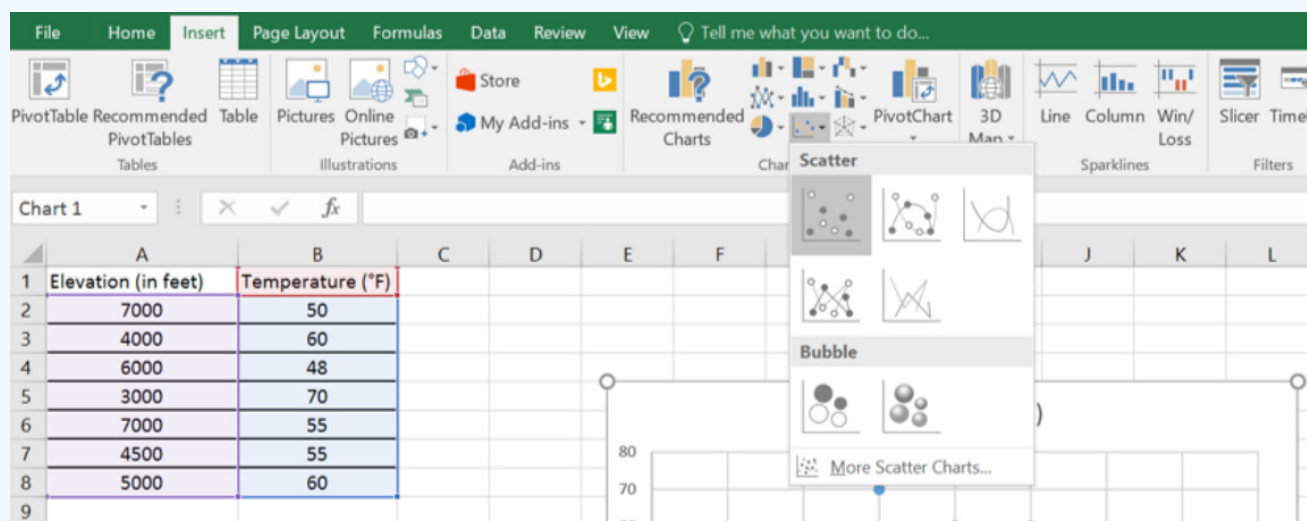 File Home Insert Page Layout Formulas Data Review View Tell me what you want to do...
PivotTable Recommended PivotTables Table
Tables
Pictures Online Pictures
Illustrations
Store
My Add-ins
Add-ins
Recommended Charts
PivotChart
3D Map
Line Column Win/Loss
Sparklines
Slicer
Filters
Chart 1 fx
A B C D E F J K L
1 Elevation (in feet) Temperature (°F)
2 7000 50
3 4000 60
4 6000 48
5 3000 70
6 7000 55
7 4500 55
8 5000 60
9
Scatter
Bubble
More Scatter Charts...
)
80
70